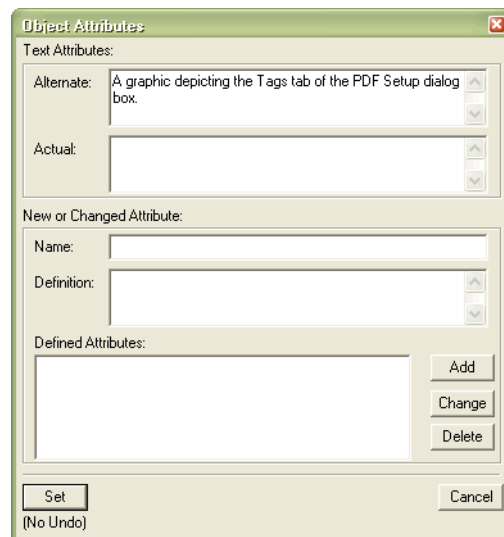 Object Attributes
Text Attributes:
Alternate:
A graphic depicting the Tags tab of the PDF Setup dialog
box.
Actual:
New or Changed Attribute:
Name:
Definition:
Defined Attributes:
Add
Change
Delete
Set
Cancel
(No Undo)